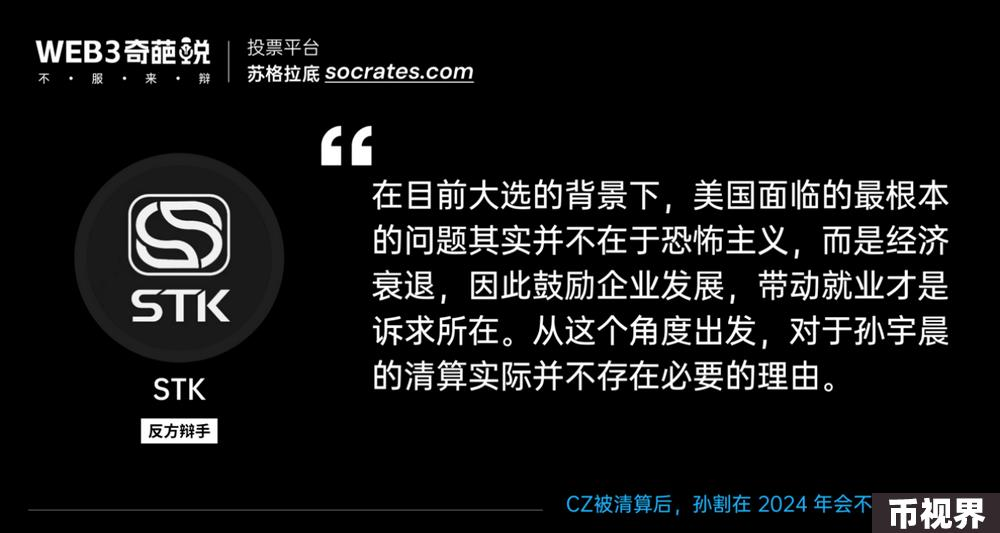 WEB3奇葩说
不·服·来·辩
投票平台
苏格拉底 socrates.com
“
在目前大选的背景下，美国面临的最根本
的问题其实并不在于恐怖主义，而是经济
衰退，因此鼓励企业发展，带动就业才是
诉求所在。从这个角度出发，对于孙宇晨
的清算实际并不存在必要的理由。
STK
STK
反方辩手
CZ被清算后，孙割在 2024 年会不
币视界